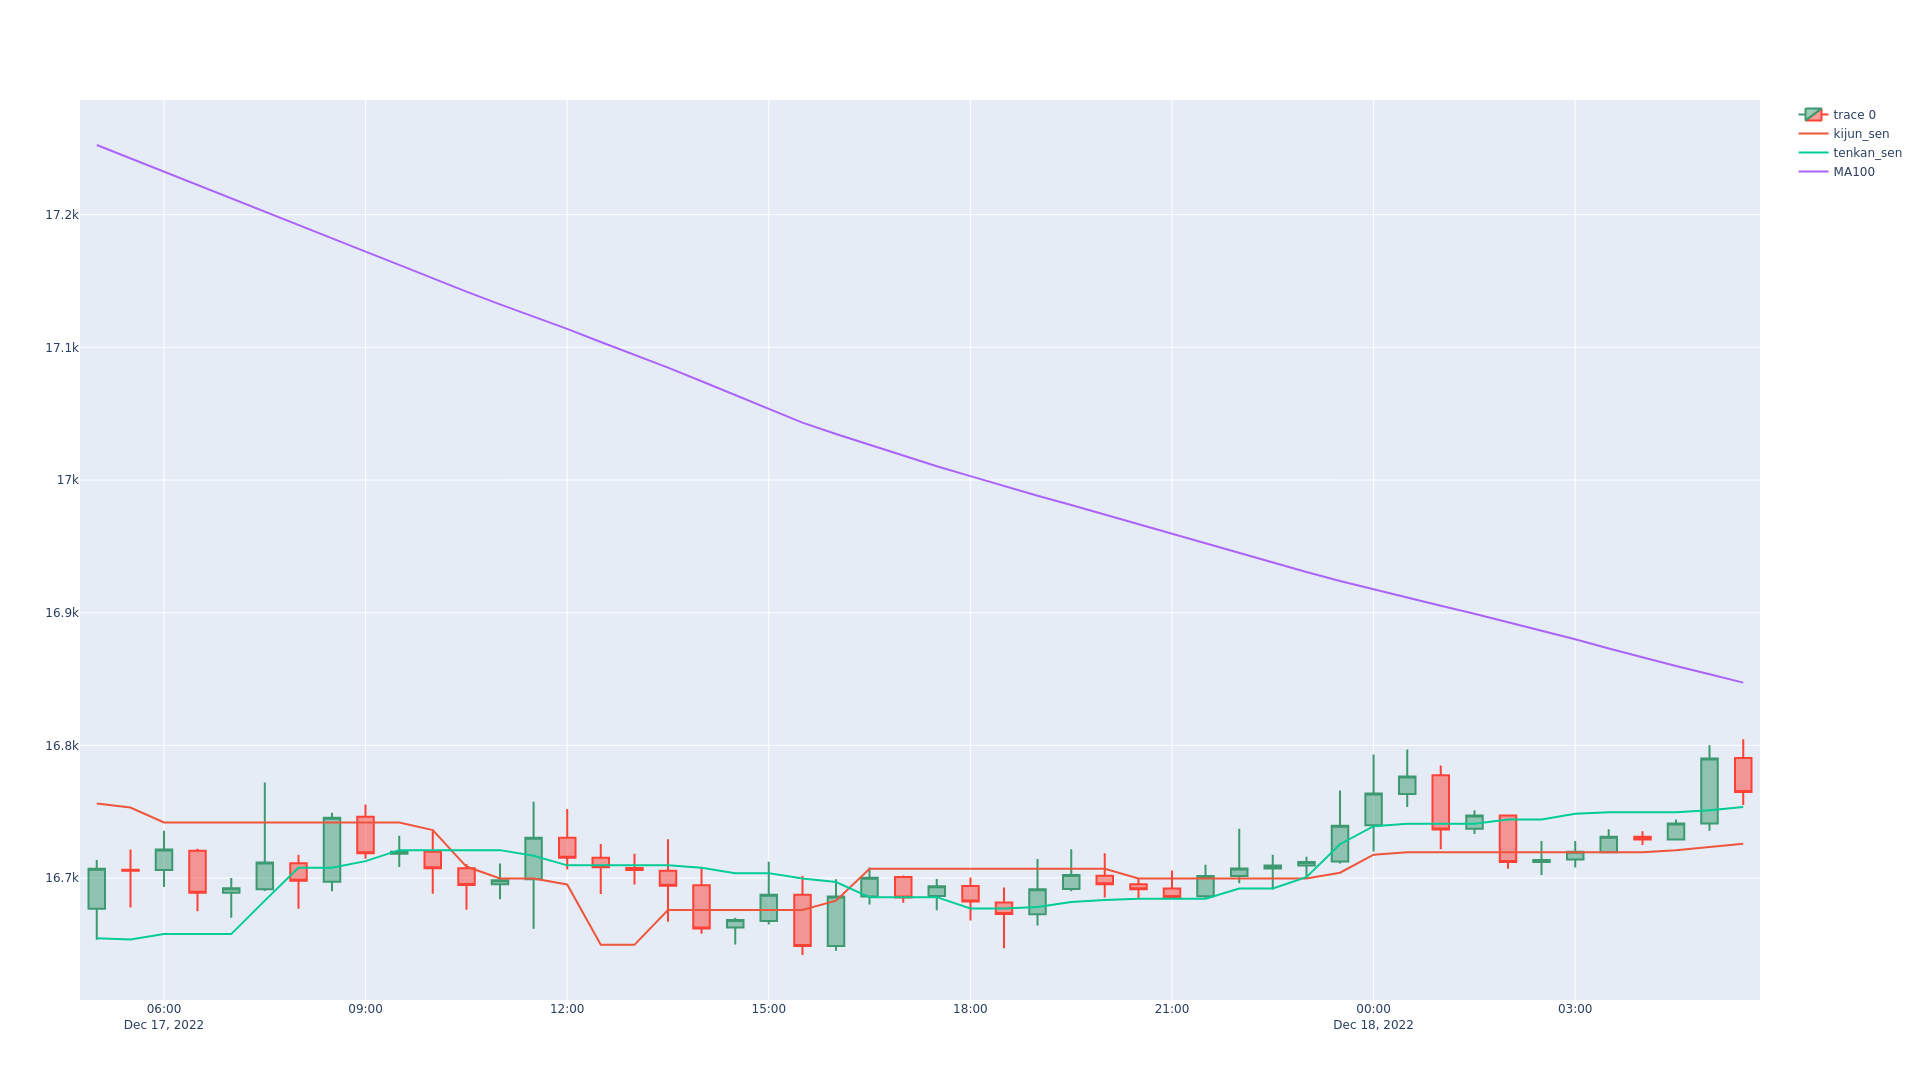 trace 0
kijun_sen
tenkan_sen
MA100
17.2k
17.1k
17k
16.9k
16.8k
16.7k
06:00 09:00 12:00 15:00 18:00 21:00 00:00 03:00
Dec 17, 2022 Dec 18, 2022